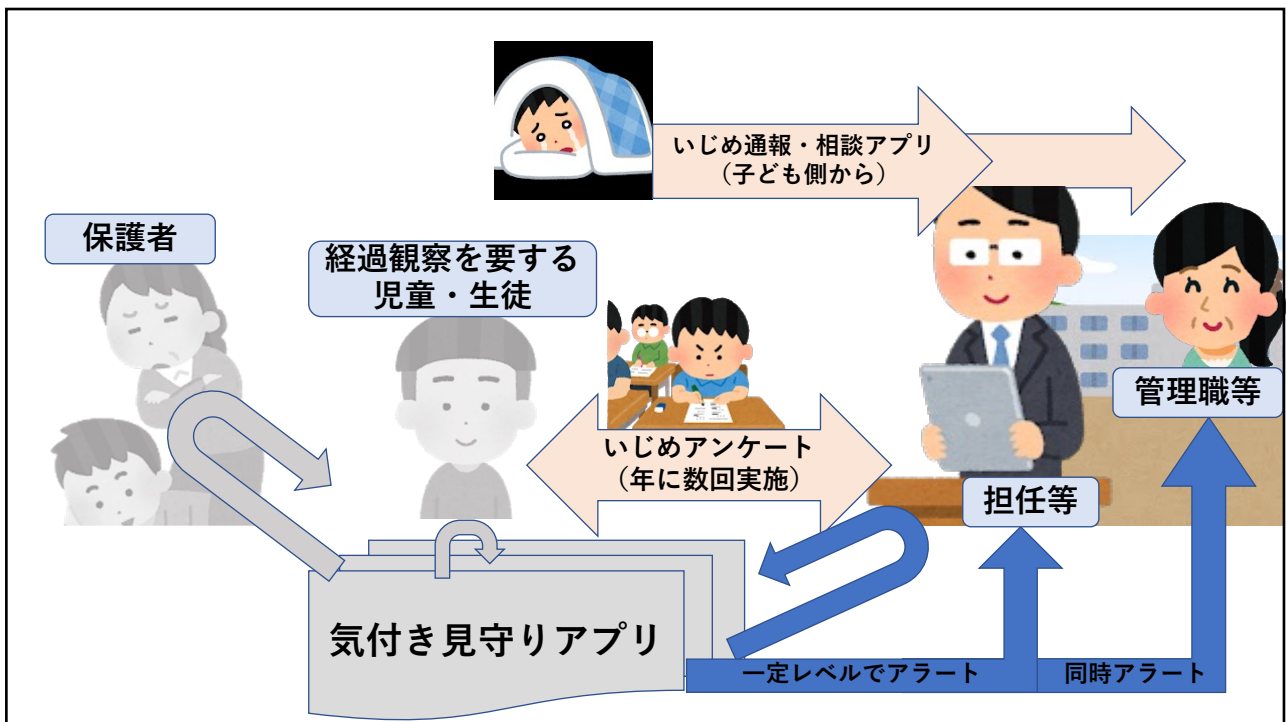 いじめ通報・相談アプリ
（子ども側から）
保護者
経過観察を要する
児童・生徒
管理職等
いじめアンケート
（年に数回実施）
担任等
気付き見守りアプリ
一定レベルでアラート
同時アラート